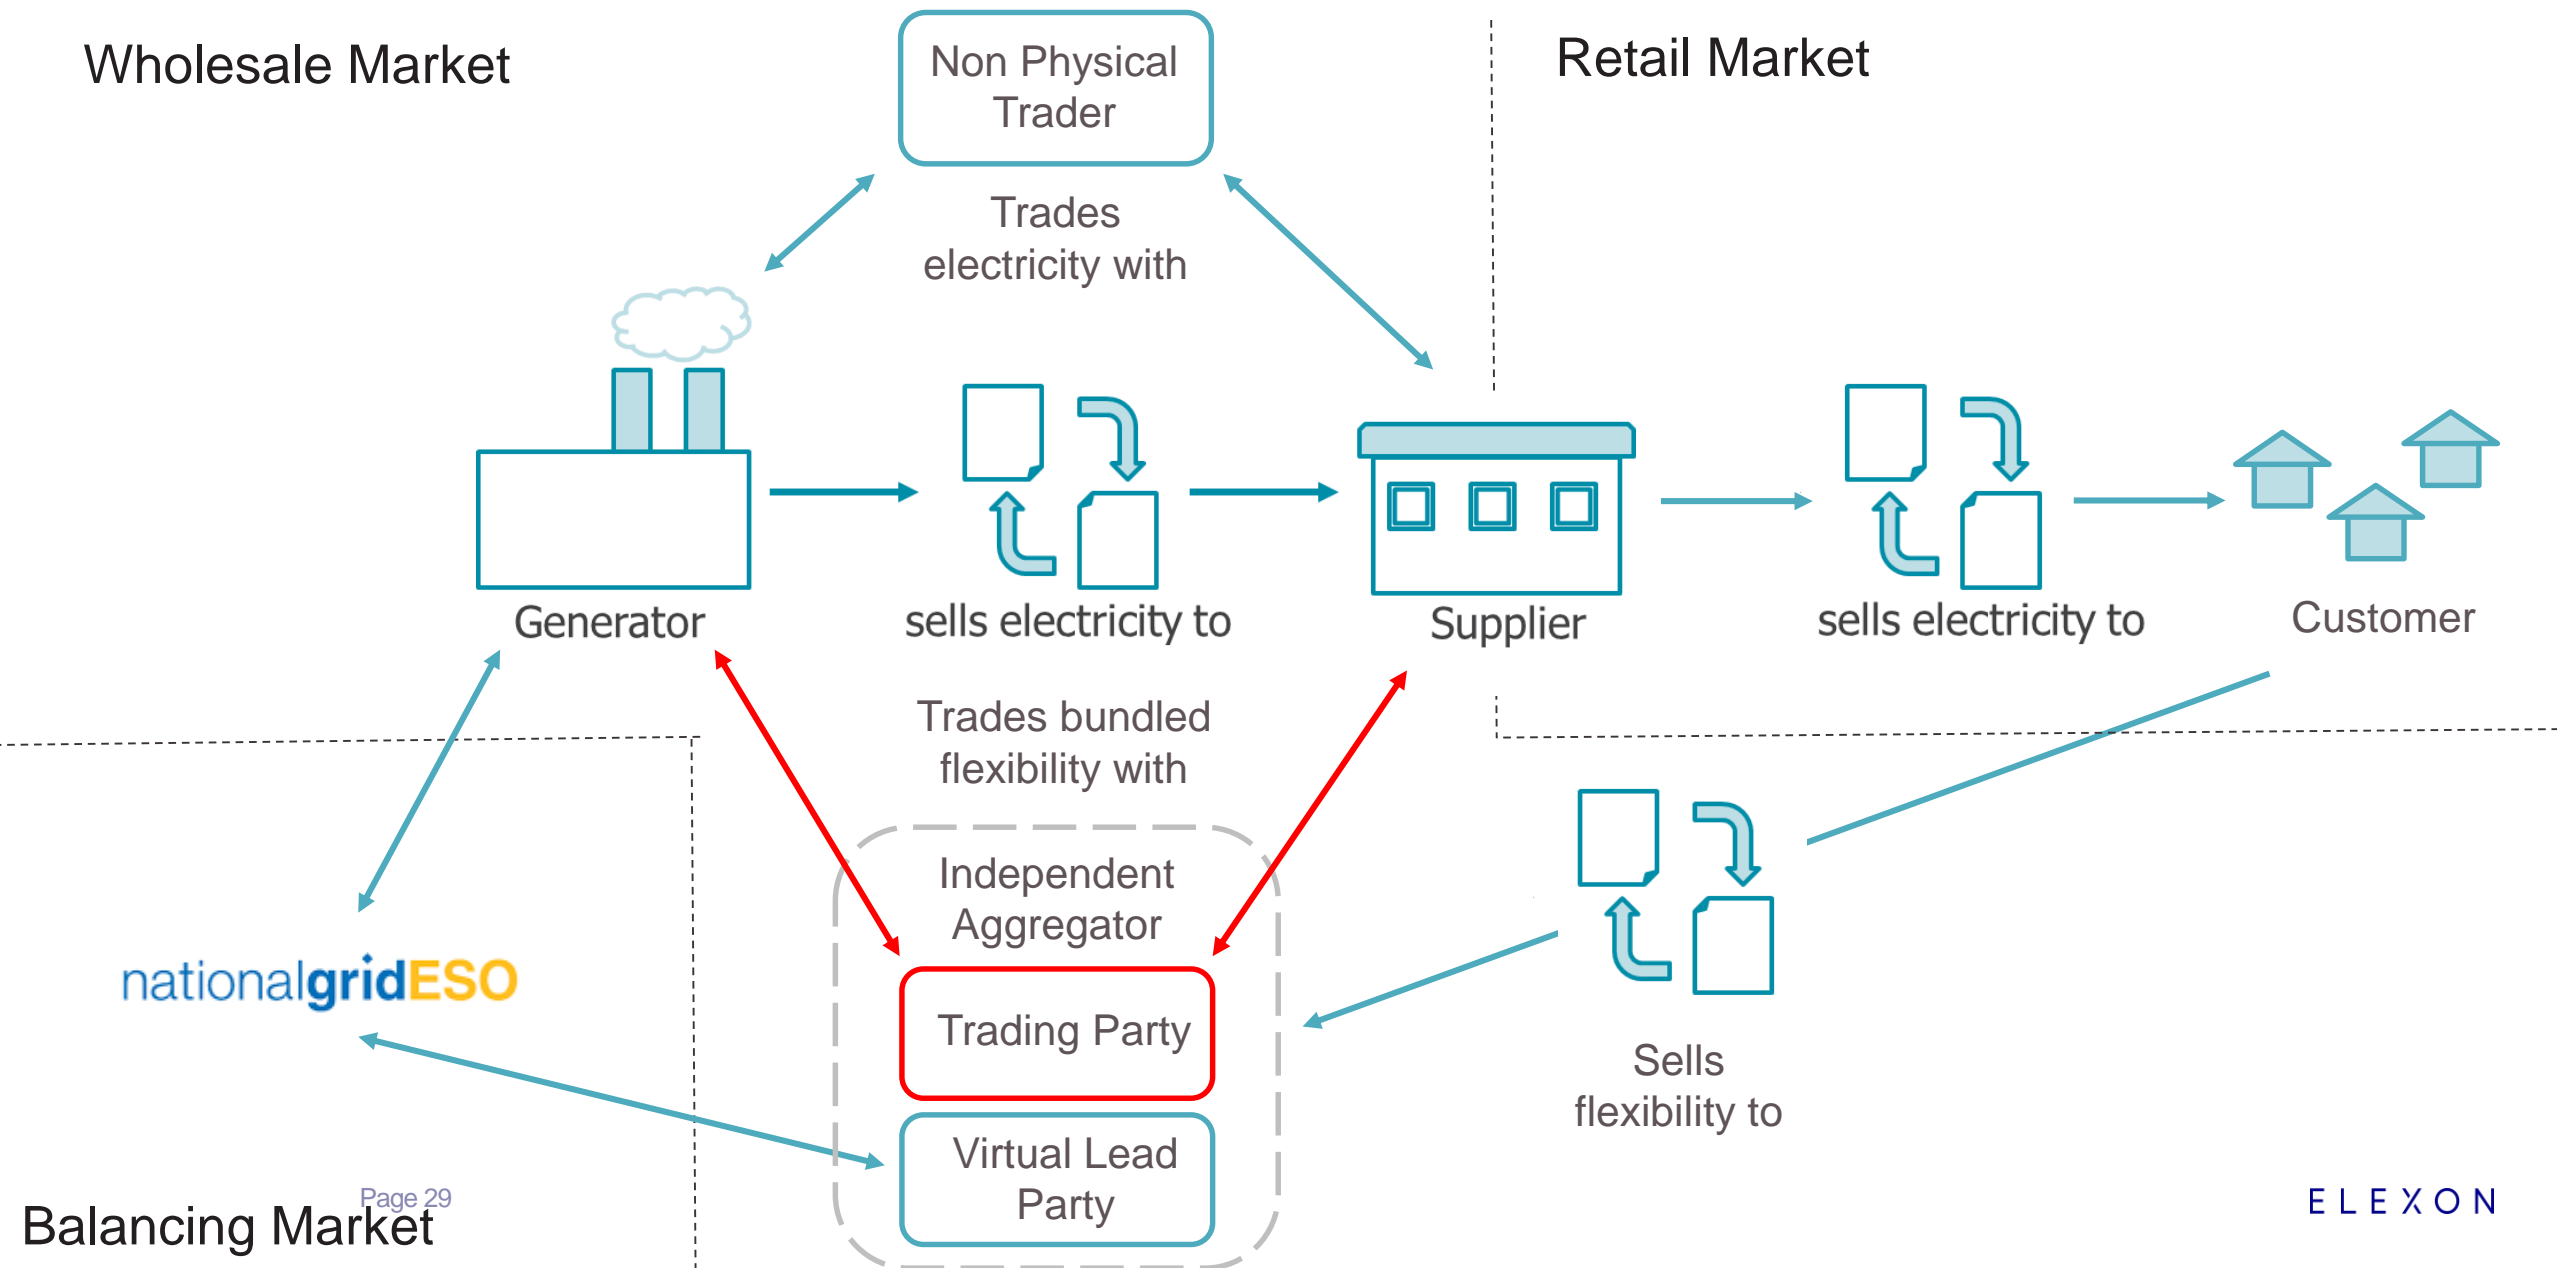 Wholesale Market
Non Physical
Trader
Retail Market
Trades
electricity with
Generator
sells electricity to
Supplier
sells electricity to
Customer
Trades bundled
flexibility with
Independent
Aggregator
nationalgridESO
Trading Party
Sells
flexibility to
Virtual Lead
Party
Page 29
Balancing Market
ELEXON